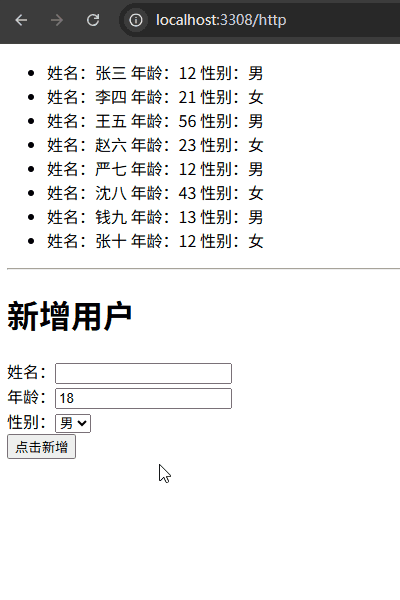 localhost:3308/http
姓名：张三 年龄：12 性别：男
姓名：李四 年龄：21 性别：女
姓名：王五 年龄：56 性别：男
姓名：赵六 年龄：23 性别：女
姓名：严七 年龄：12 性别：男
姓名：沈八 年龄：43 性别：女
姓名：钱九 年龄：13 性别：男
姓名：张十 年龄：12 性别：女
新增用户
姓名：
年龄：18
性别：男
点击新增